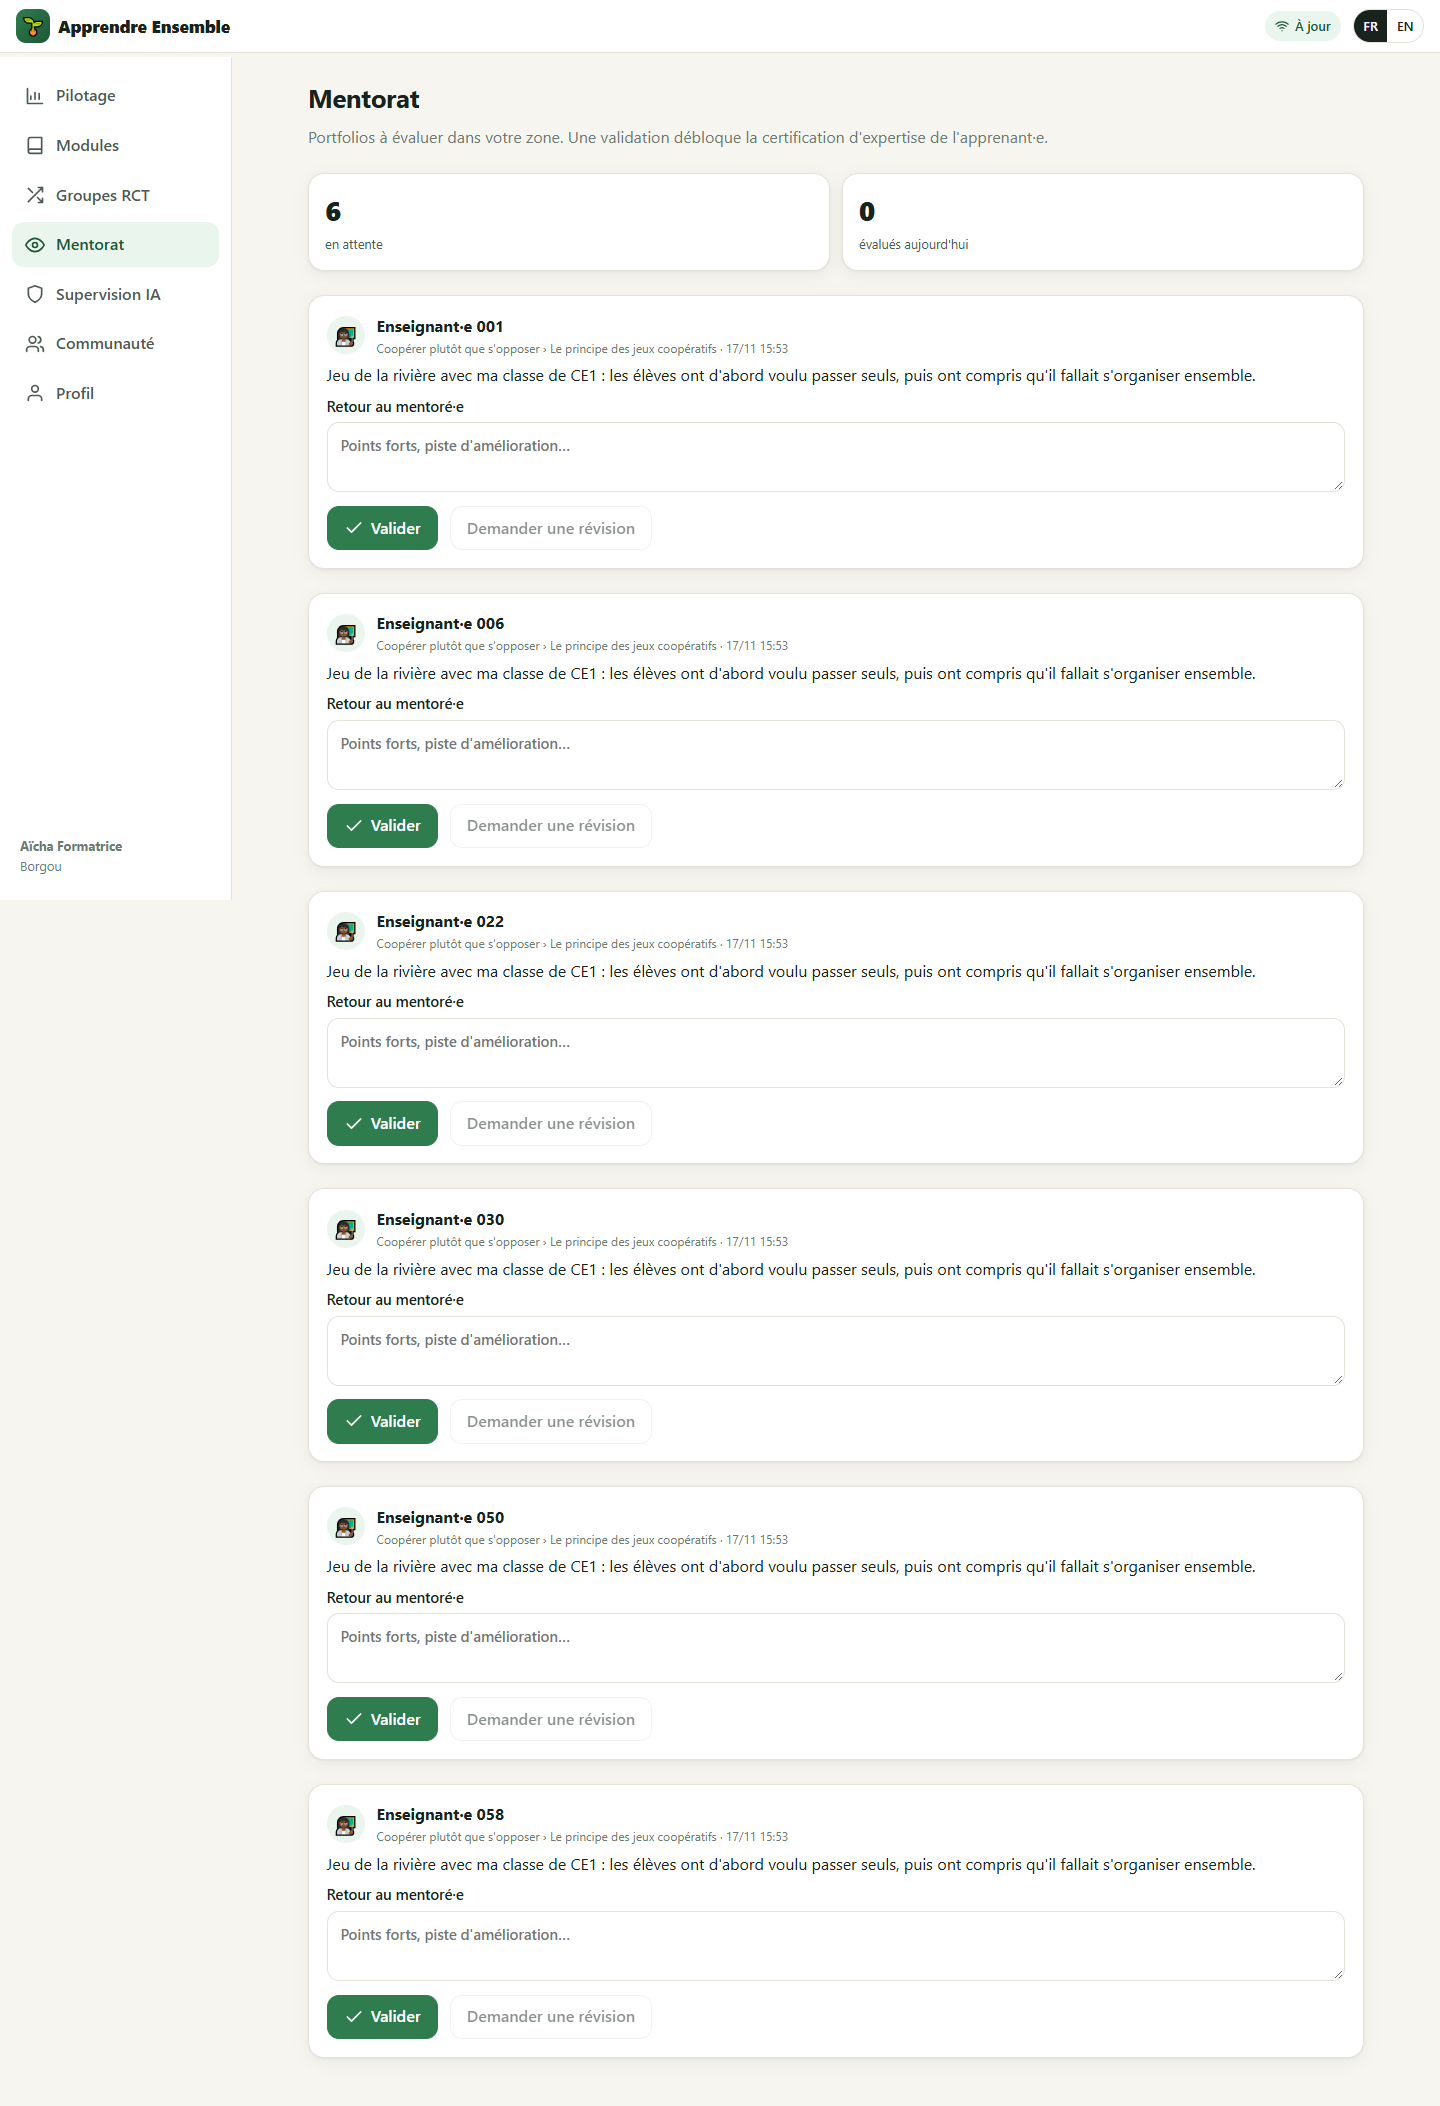 Apprendre Ensemble
À jour
FR
EN
Pilotage
Modules
Groupes RCT
Mentorat
Supervision IA
Communauté
Profil
Aïcha Formatrice
Borgou
Mentorat
Portfolios à évaluer dans votre zone. Une validation débloque la certification d'expertise de l'apprenant·e.
6
en attente
0
évalués aujourd'hui
Enseignant·e 001
Coopérer plutôt que s'opposer › Le principe des jeux coopératifs · 17/11 15:53
Jeu de la rivière avec ma classe de CE1 : les élèves ont d'abord voulu passer seuls, puis ont compris qu'il fallait s'organiser ensemble.
Retour au mentoré·e
Points forts, piste d'amélioration...
Valider
Demander une révision
Enseignant·e 006
Coopérer plutôt que s'opposer › Le principe des jeux coopératifs · 17/11 15:53
Jeu de la rivière avec ma classe de CE1 : les élèves ont d'abord voulu passer seuls, puis ont compris qu'il fallait s'organiser ensemble.
Retour au mentoré·e
Points forts, piste d'amélioration...
Valider
Demander une révision
Enseignant·e 022
Coopérer plutôt que s'opposer › Le principe des jeux coopératifs · 17/11 15:53
Jeu de la rivière avec ma classe de CE1 : les élèves ont d'abord voulu passer seuls, puis ont compris qu'il fallait s'organiser ensemble.
Retour au mentoré·e
Points forts, piste d'amélioration...
Valider
Demander une révision
Enseignant·e 030
Coopérer plutôt que s'opposer › Le principe des jeux coopératifs · 17/11 15:53
Jeu de la rivière avec ma classe de CE1 : les élèves ont d'abord voulu passer seuls, puis ont compris qu'il fallait s'organiser ensemble.
Retour au mentoré·e
Points forts, piste d'amélioration...
Valider
Demander une révision
Enseignant·e 050
Coopérer plutôt que s'opposer › Le principe des jeux coopératifs · 17/11 15:53
Jeu de la rivière avec ma classe de CE1 : les élèves ont d'abord voulu passer seuls, puis ont compris qu'il fallait s'organiser ensemble.
Retour au mentoré·e
Points forts, piste d'amélioration...
Valider
Demander une révision
Enseignant·e 058
Coopérer plutôt que s'opposer › Le principe des jeux coopératifs · 17/11 15:53
Jeu de la rivière avec ma classe de CE1 : les élèves ont d'abord voulu passer seuls, puis ont compris qu'il fallait s'organiser ensemble.
Retour au mentoré·e
Points forts, piste d'amélioration...
Valider
Demander une révision